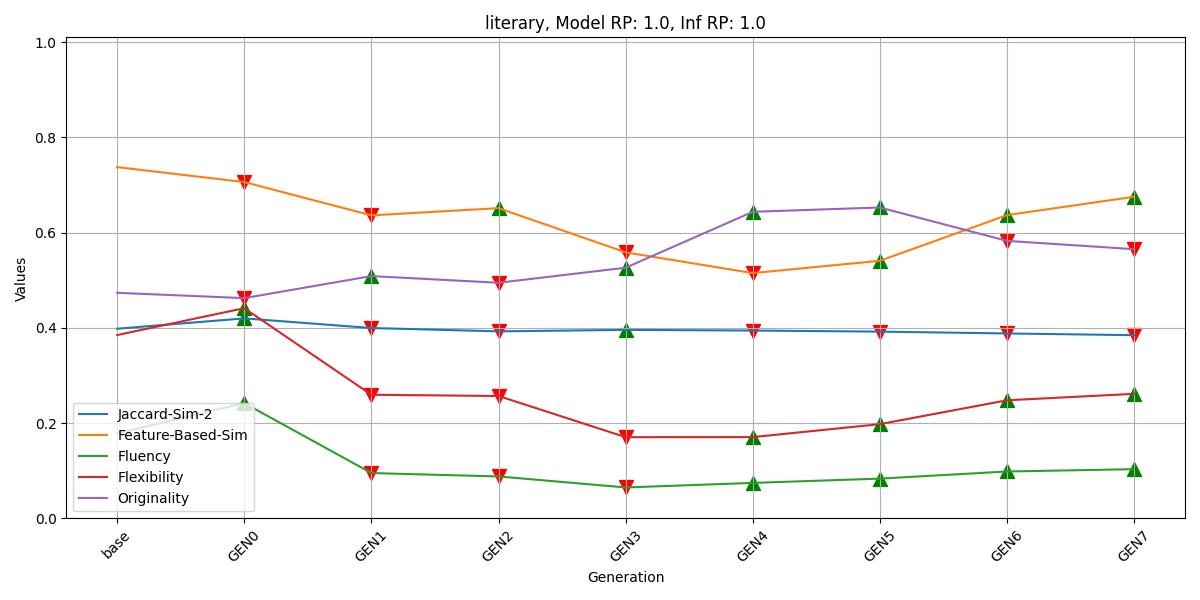 literary, Model RP: 1.0, Inf RP: 1.0
Values
1.0
0.8
0.6
0.4
0.2
0.0
Jaccard-Sim-2
Feature-Based-Sim
Fluency
Flexibility
Originality
base
GEN0
GEN1
GEN2
GEN3
GEN4
GEN5
GEN6
GEN7
Generation